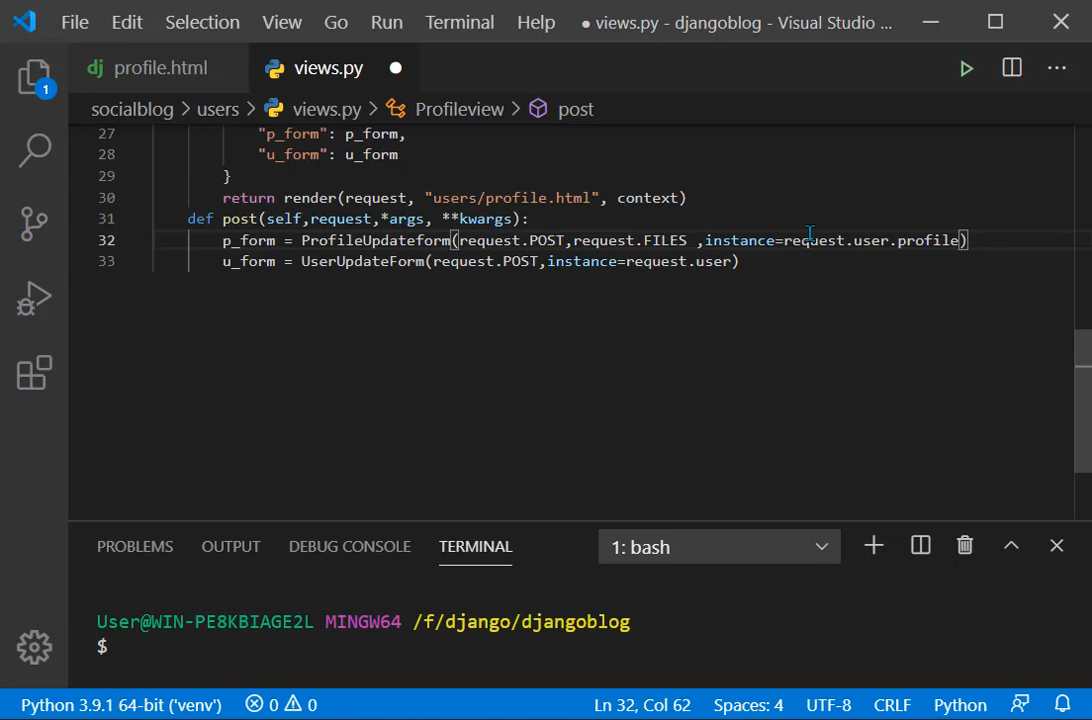 File Edit Selection View Go Run Terminal Help ● views.py - djangoblog - Visual Studio ...
dj profile.html views.py ●
socialblog > users > views.py > Profileview > post
1
27 "p_form": p_form,
28 "u_form": u_form
29 }
30 return render(request, "users/profile.html", context)
31 def post(self,request,*args, **kwargs):
32 p_form = ProfileUpdateform(request.POST,request.FILES ,instance=request.user.profile)
33 u_form = UserUpdateForm(request.POST,instance=request.user)
PROBLEMS OUTPUT DEBUG CONSOLE TERMINAL 1: bash
User@WIN-PE8KBIAGE2L MINGW64 /f/django/djangoblog
$
Python 3.9.1 64-bit ('venv') 0 0 Ln 32, Col 62 Spaces: 4 UTF-8 CRLF Python